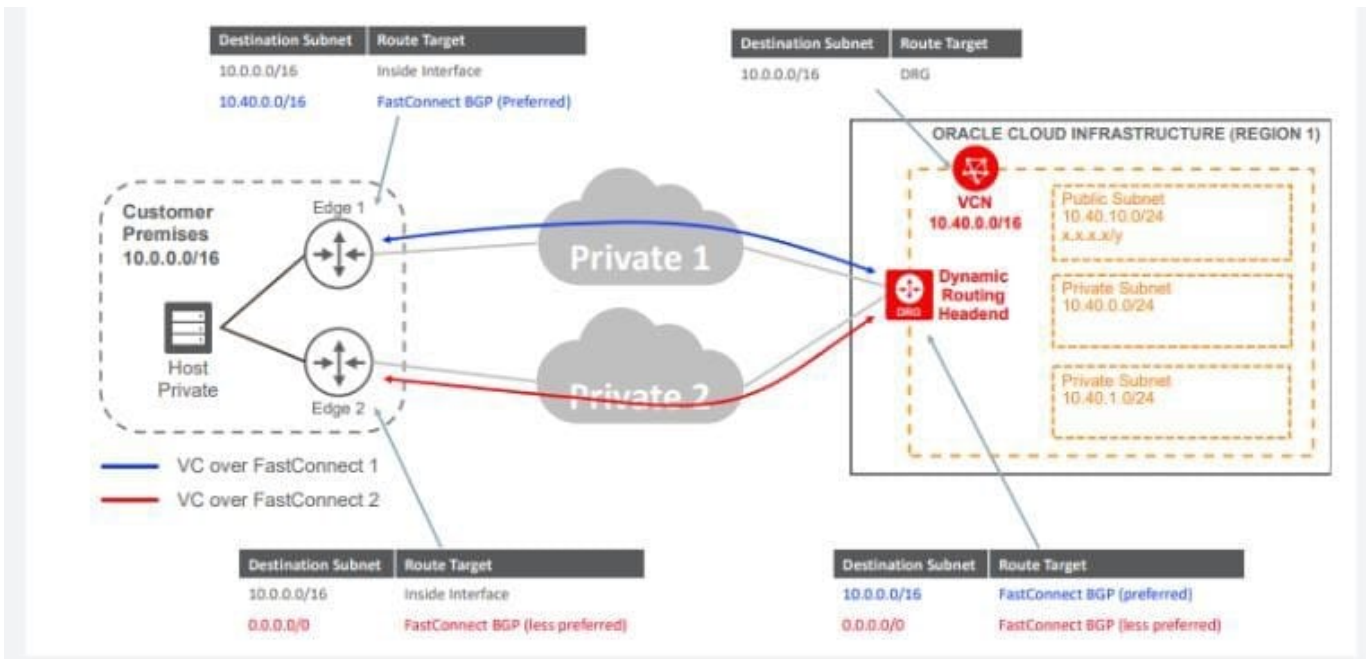 Destination Subnet Route Target
10.0.0.0/16 Inside Interface
10.40.0.0/16 FastConnect BGP (Preferred)
Destination Subnet Route Target
10.0.0.0/16 DRG
ORACLE CLOUD INFRASTRUCTURE (REGION 1)
Customer
Premises
10.0.0.0/16
Edge 1
Host
Private
Edge 2
Private 1
Private 2
VCN
10.40.0.0/16
DRG
Dynamic
Routing
Headend
Public Subnet
10.40.10.0/24
x.x.x.x/y
Private Subnet
10.40.0.0/24
Private Subnet
10.40.1.0/24
VC over FastConnect 1
VC over FastConnect 2
Destination Subnet Route Target
10.0.0.0/16 Inside Interface
0.0.0.0/0 FastConnect BGP (less preferred)
Destination Subnet Route Target
10.0.0.0/16 FastConnect BGP (preferred)
0.0.0.0/0 FastConnect BGP (less preferred)